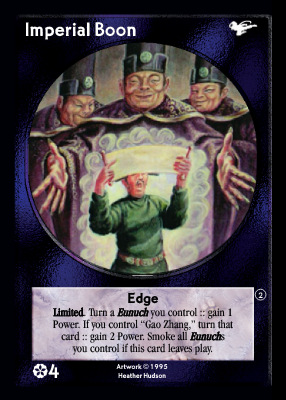 Imperial Boon
Edge
2
Limited. Turn a Eunuch you control :: gain 1
Power. If you control “Gao Zhang,” turn that
card :: gain 2 Power. Smoke all Eunuchs
you control if this card leaves play.
4
Artwork © 1995
Heather Hudson